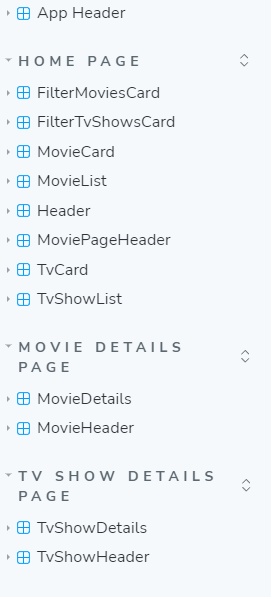 App Header
HOME PAGE
FilterMoviesCard
FilterTvShowsCard
MovieCard
MovieList
Header
MoviePageHeader
TvCard
TvShowList
MOVIE DETAILS
PAGE
MovieDetails
MovieHeader
TV SHOW DETAILS
PAGE
TvShowDetails
TvShowHeader